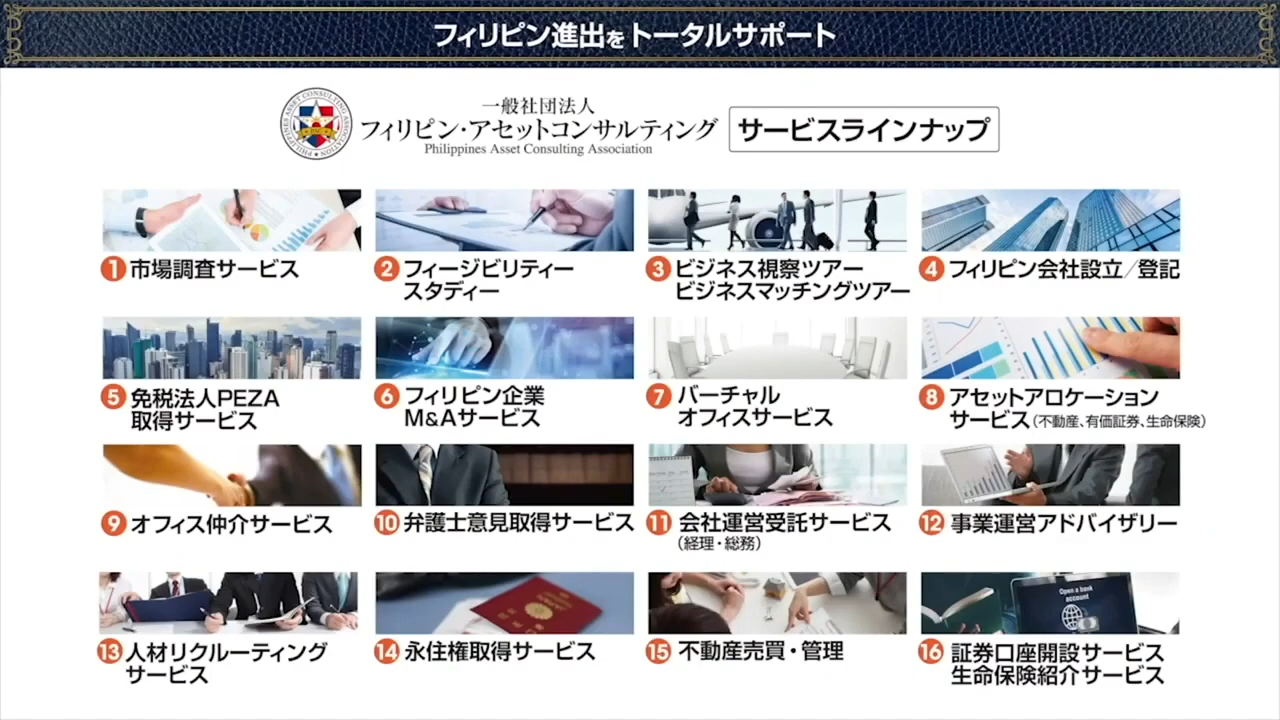 フィリピン進出をトータルサポート
一般社団法人
フィリピン・アセットコンサルティング
Philippines Asset Consulting Association
PHILIPPINES ASSET CONSULTING ASSOCIATION
サービスラインナップ
1 市場調査サービス
2 フィージビリティー
スタディー
3 ビジネス視察ツアー
ビジネスマッチングツアー
4 フィリピン会社設立/登記
5 免税法人PEZA
取得サービス
6 フィリピン企業
M&Aサービス
7 バーチャル
オフィスサービス
8 アセットアロケーション
サービス(不動産、有価証券、生命保険)
9 オフィス仲介サービス
10 弁護士意見取得サービス
11 会社運営受託サービス
(経理・総務)
12 事業運営アドバイザリー
Open a bank
account
13 人材リクルーティング
サービス
14 永住権取得サービス
15 不動産売買・管理
16 証券口座開設サービス
生命保険紹介サービス